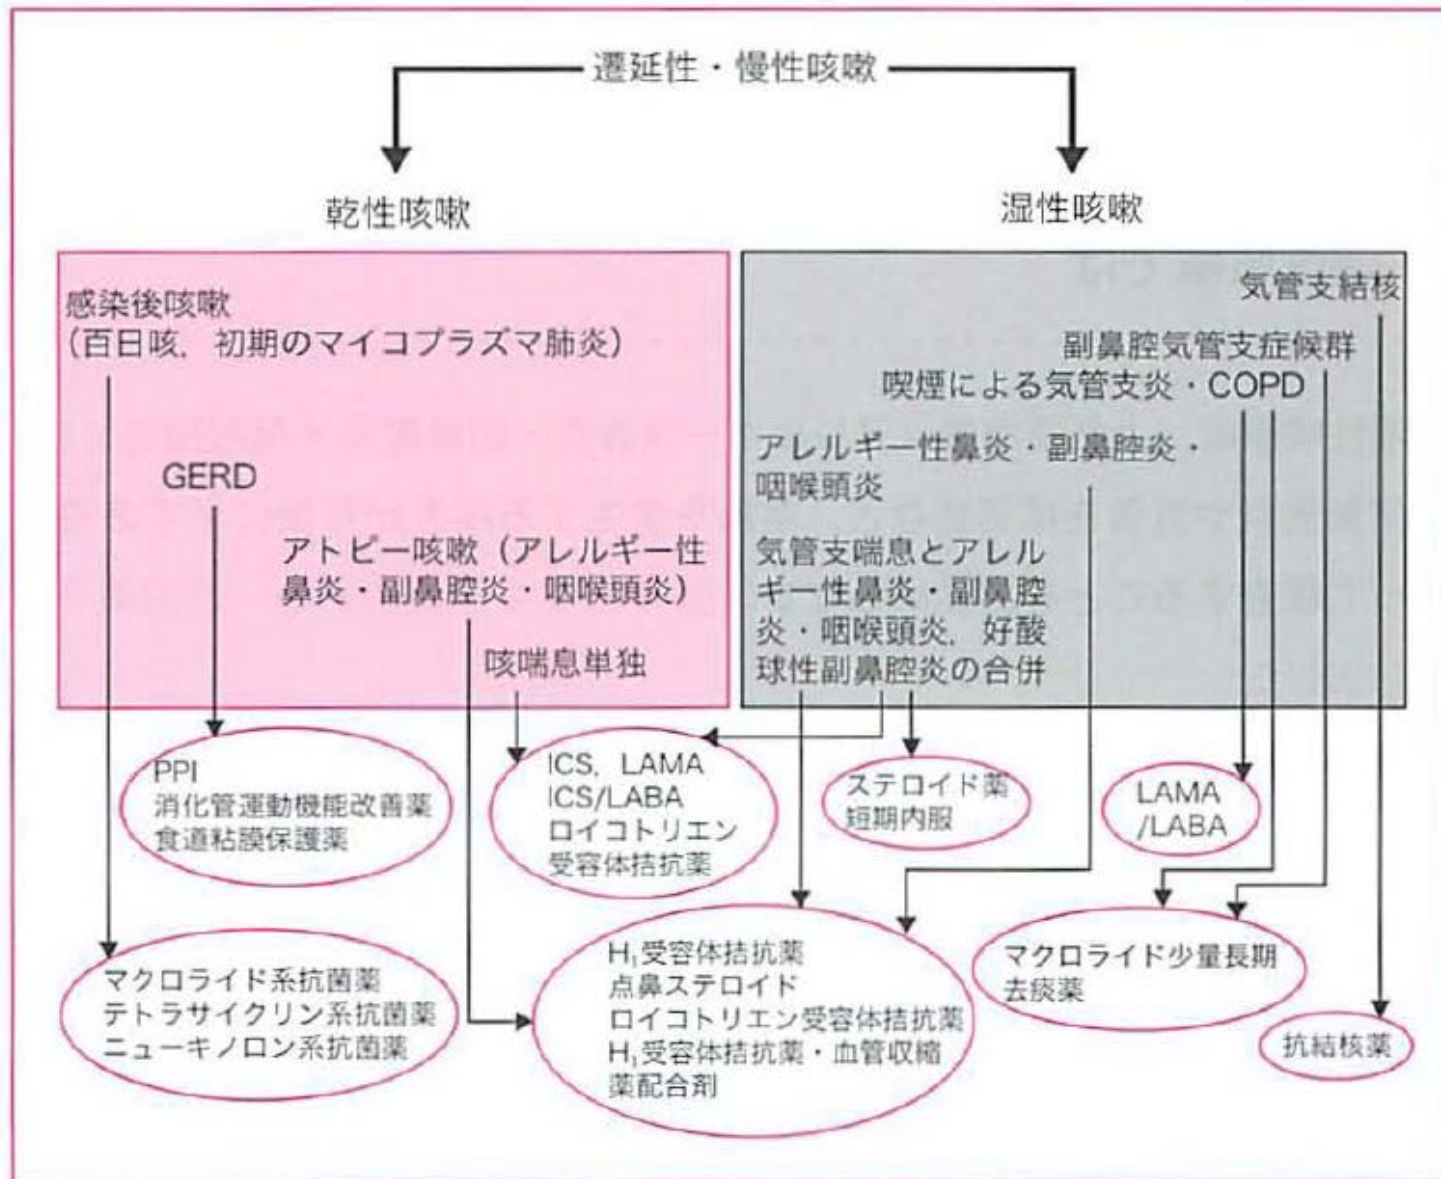 遷延性・慢性咳嗽
乾性咳嗽
湿性咳嗽
感染後咳嗽
（百日咳，初期のマイコプラズマ肺炎）
GERD
アトピー咳嗽（アレルギー性
鼻炎・副鼻腔炎・咽喉頭炎）
咳喘息単独
気管支結核
副鼻腔気管支症候群
喫煙による気管支炎・COPD
アレルギー性鼻炎・副鼻腔炎・
咽喉頭炎
気管支喘息とアレル
ギー性鼻炎・副鼻腔
炎・咽喉頭炎，好酸
球性副鼻腔炎の合併
PPI
消化管運動機能改善薬
食道粘膜保護薬
ICS，LAMA
ICS/LABA
ロイコトリエン
受容体拮抗薬
ステロイド薬
短期内服
LAMA
/LABA
マクロライド系抗菌薬
テトラサイクリン系抗菌薬
ニューキノロン系抗菌薬
H₁受容体拮抗薬
点鼻ステロイド
ロイコトリエン受容体拮抗薬
H₁受容体拮抗薬・血管収縮
薬配合剤
マクロライド少量長期
去痰薬
抗結核薬